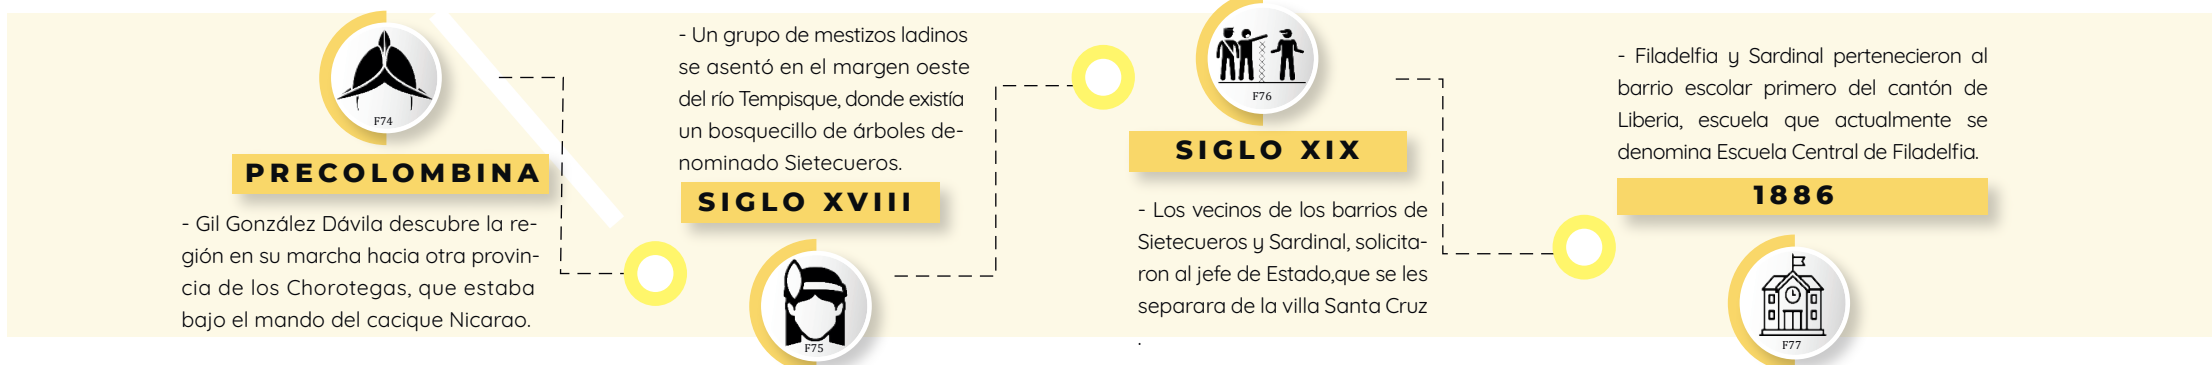 F74
PRECOLOMBINA
- Gil González Dávila descubre la re-
gión en su marcha hacia otra provin-
cia de los Chorotegas, que estaba
bajo el mando del cacique Nicarao.
- Un grupo de mestizos ladinos
se asentó en el margen oeste
del río Tempisque, donde existía
un bosquecillo de árboles de-
nominado Sietecueros.
SIGLO XVIII
F75
F76
SIGLO XIX
- Los vecinos de los barrios de
Sietecueros y Sardinal, solicita-
ron al jefe de Estado,que se les
separara de la villa Santa Cruz
.
- Filadelfia y Sardinal pertenecieron al
barrio escolar primero del cantón de
Liberia, escuela que actualmente se
denomina Escuela Central de Filadelfia.
1886
F77